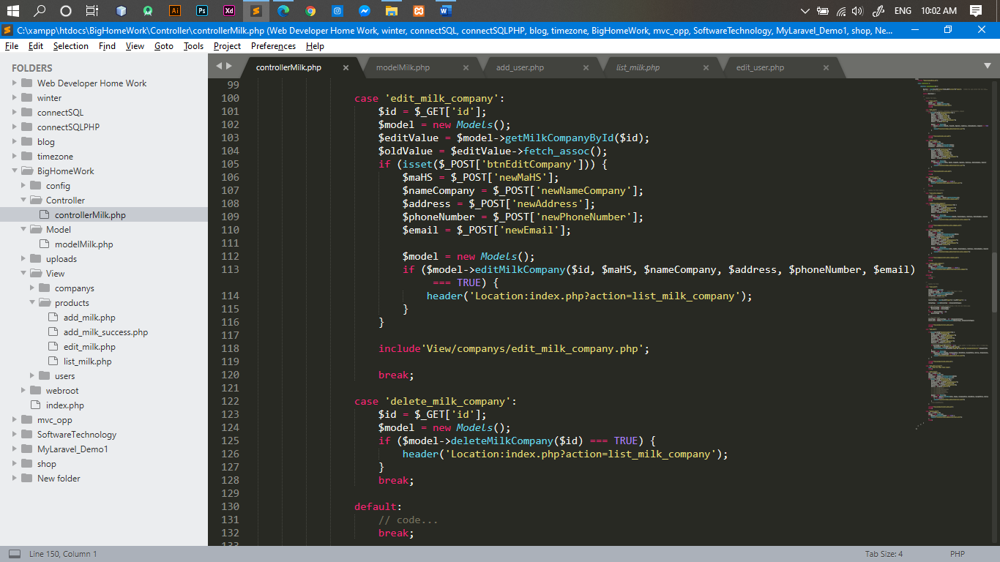 Ai
Ps
Xd
ENG
10:02 AM
C:\xampp\htdocs\BigHomeWork\Controller\controllerMilk.php (Web Developer Home Work, winter, connectSQL, connectSQLPHP, blog, timezone, BigHomeWork, mvc_opp, SoftwareTechnology, MyLaravel_Demo1, shop, Ne...
File Edit Selection Find View Goto Tools Project Preferences Help
FOLDERS
Web Developer Home Work
winter
connectSQL
connectSQLPHP
blog
timezone
BigHomeWork
config
Controller
controllerMilk.php
Model
modelMilk.php
uploads
View
companys
products
add_milk.php
add_milk_success.php
edit_milk.php
list_milk.php
users
webroot
index.php
mvc_opp
SoftwareTechnology
MyLaravel_Demo1
shop
New folder
controllerMilk.php modelMilk.php add_user.php list_milk.php edit_user.php
99
100 case 'edit_milk_company':
101 $id = $_GET['id'];
102 $model = new Models();
103 $editValue = $model->getMilkCompanyById($id);
104 $oldValue = $editValue->fetch_assoc();
105 if (isset($_POST['btnEditCompany'])) {
106 $maHS = $_POST['newMaHS'];
107 $nameCompany = $_POST['newNameCompany'];
108 $address = $_POST['newAddress'];
109 $phoneNumber = $_POST['newPhoneNumber'];
110 $email = $_POST['newEmail'];
111
112 $model = new Models();
113 if ($model->editMilkCompany($id, $maHS, $nameCompany, $address, $phoneNumber, $email)
=== TRUE) {
114 header('Location:index.php?action=list_milk_company');
115 }
116 }
117
118 include'View/companys/edit_milk_company.php';
119
120 break;
121
122 case 'delete_milk_company':
123 $id = $_GET['id'];
124 $model = new Models();
125 if ($model->deleteMilkCompany($id) === TRUE) {
126 header('Location:index.php?action=list_milk_company');
127 }
128 break;
129
130 default:
131 // code...
132 break;
133
Line 150, Column 1
Tab Size: 4
PHP